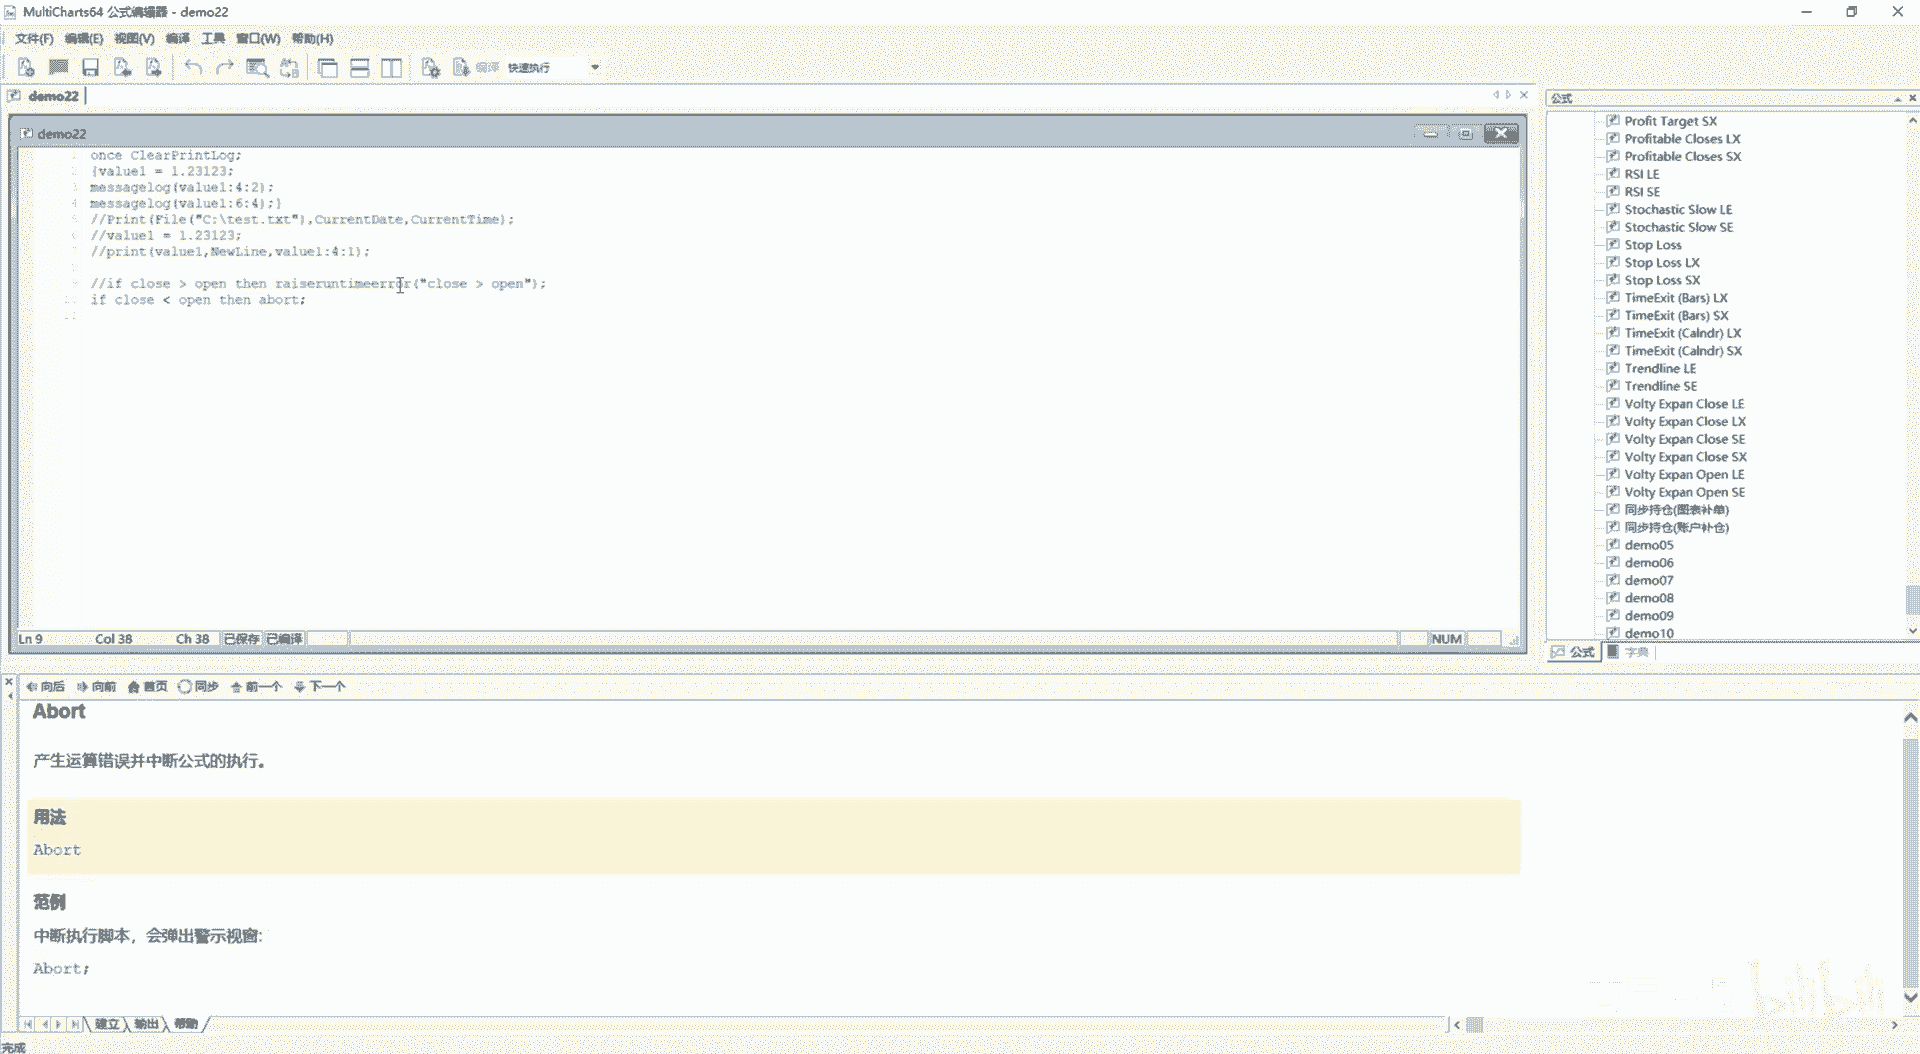 MultiCharts64 公式编辑器 - demo22
文件(F) 编辑(E) 视图(V) 编译 工具 窗口(W) 帮助(H)
编译 快速执行
demo22
公式
demo22
once ClearPrintLog;
{value1 = 1.23123;
messagelog(value1:4:2);
messagelog(value1:6:4);}
//Print(File("C:\test.txt"),CurrentDate,CurrentTime);
//value1 = 1.23123;
//print(value1,NewLine,value1:4:1);
//if close > open then raiseruntimeerror("close > open");
if close < open then abort;
Profit Target SX
Profitable Closes LX
Profitable Closes SX
RSI LE
RSI SE
Stochastic Slow LE
Stochastic Slow SE
Stop Loss
Stop Loss LX
Stop Loss SX
TimeExit (Bars) LX
TimeExit (Bars) SX
TimeExit (Calndr) LX
TimeExit (Calndr) SX
Trendline LE
Trendline SE
Volty Expan Close LE
Volty Expan Close LX
Volty Expan Close SE
Volty Expan Close SX
Volty Expan Open LE
Volty Expan Open SE
同步持仓(图表补单)
同步持仓(账户补仓)
demo05
demo06
demo07
demo08
demo09
demo10
Ln 9 Col 38 Ch 38 已保存 已编译 NUM
公式 字典
向后 向前 首页 同步 前一个 下一个
Abort
产生运算错误并中断公式的执行。
用法
Abort
范例
中断执行脚本，会弹出警示视窗:
Abort;
建立 输出 帮助
完成